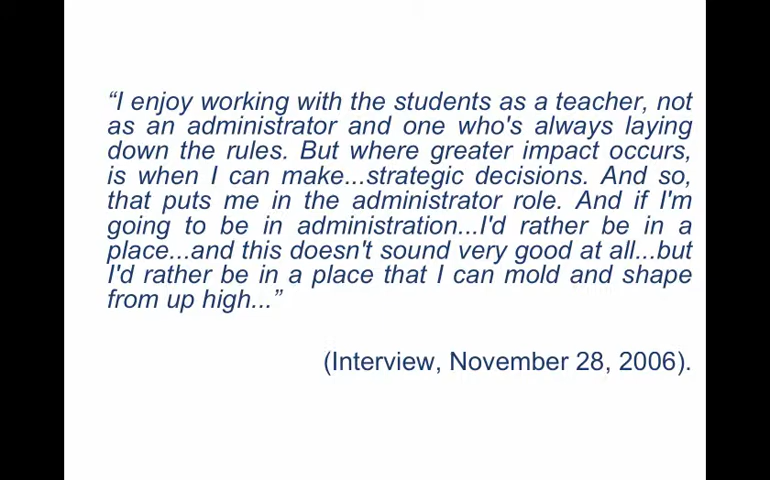 “I enjoy working with the students as a teacher, not
as an administrator and one who's always laying
down the rules. But where greater impact occurs,
is when I can make...strategic decisions. And so,
that puts me in the administrator role. And if I'm
going to be in administration...I'd rather be in a
place...and this doesn't sound very good at all...but
I'd rather be in a place that I can mold and shape
from up high...”
(Interview, November 28, 2006).